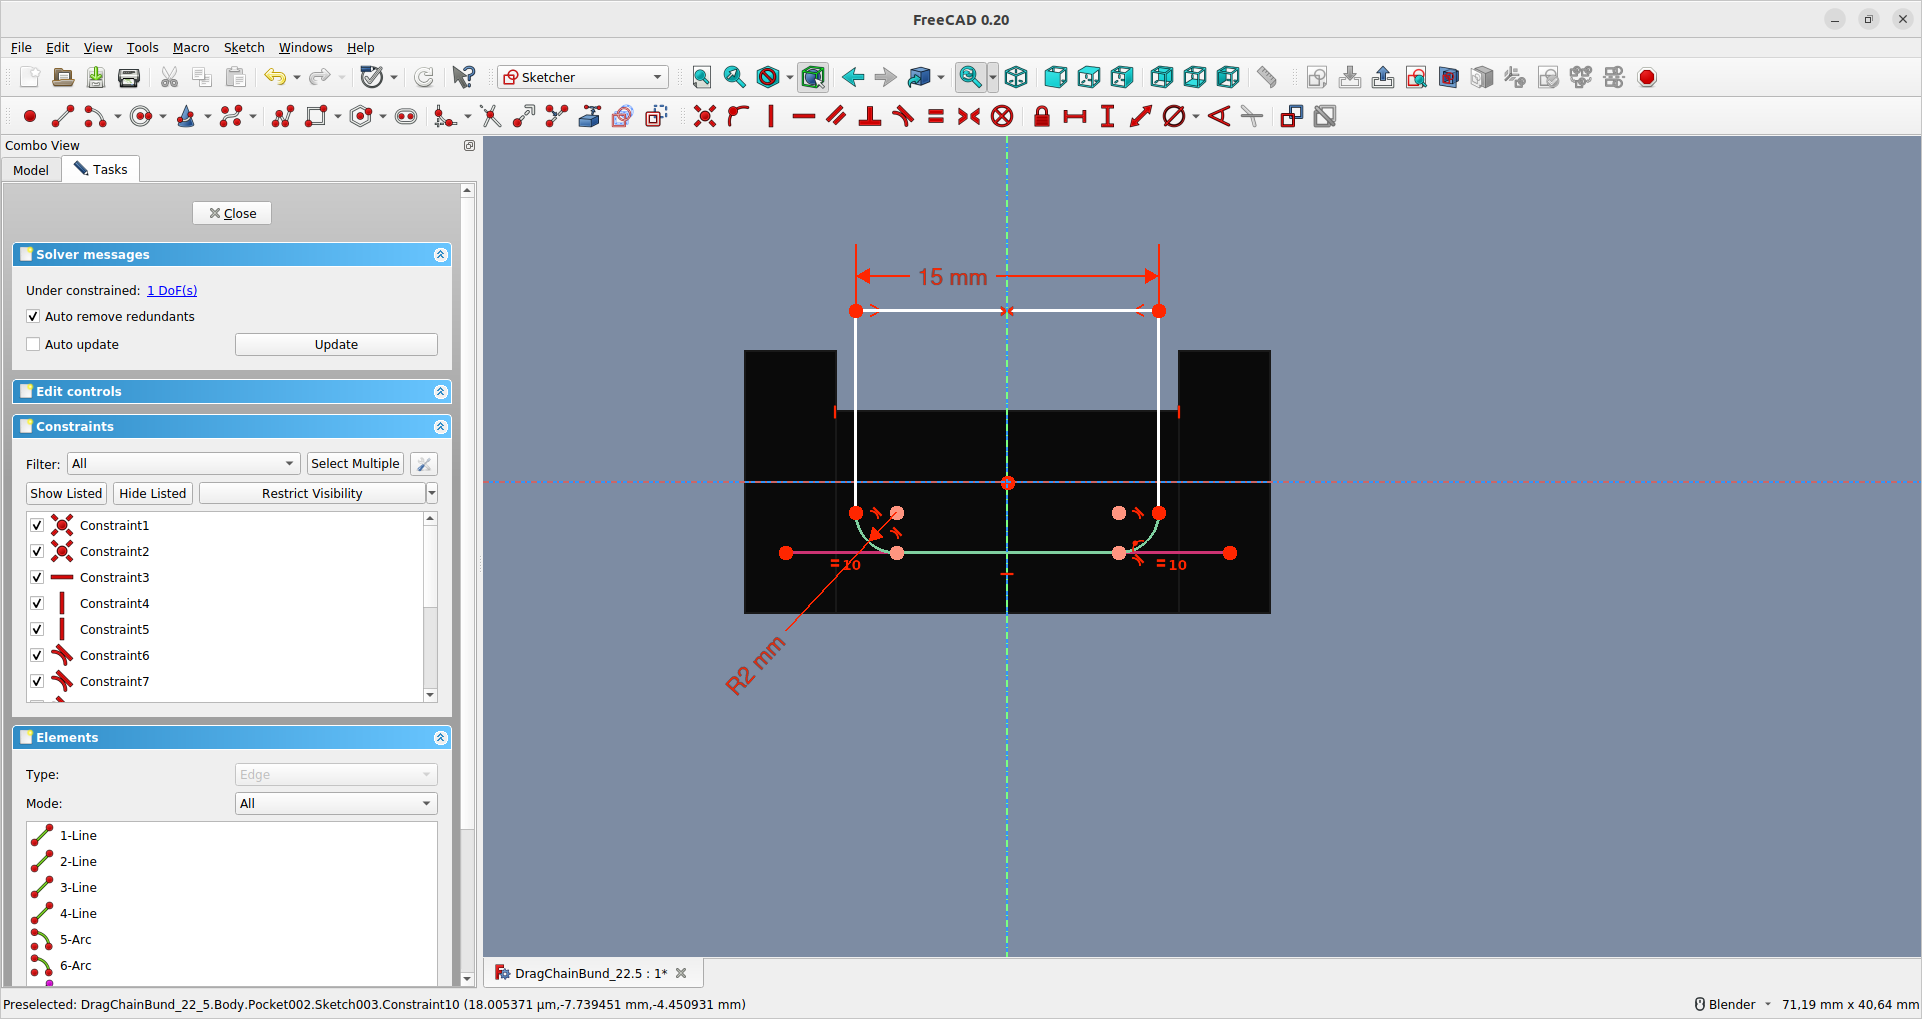 FreeCAD 0.20
File Edit View Tools Macro Sketch Windows Help
Sketcher
Combo View
Model Tasks
Close
Solver messages
Under constrained: 1 DoF(s)
Auto remove redundants
Auto update Update
Edit controls
Constraints
Filter: All Select Multiple
Show Listed Hide Listed Restrict Visibility
Constraint1
Constraint2
Constraint3
Constraint4
Constraint5
Constraint6
Constraint7
Elements
Type: Edge
Mode: All
1-Line
2-Line
3-Line
4-Line
5-Arc
6-Arc
15 mm
=10 =10
R2 mm
DragChainBund_22.5 : 1*
Preselected: DragChainBund_22_5.Body.Pocket002.Sketch003.Constraint10 (18.005371 µm,-7.739451 mm,-4.450931 mm)
Blender 71,19 mm x 40,64 mm